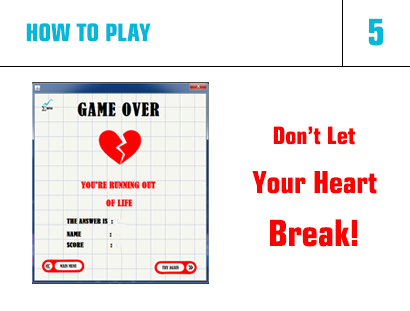 HOW TO PLAY
5
GAME OVER
YOU'RE RUNNING OUT
OF LIFE
THE ANSWER IS :
NAME :
SCORE :
MAIN MENU
TRY AGAIN
Don't Let
Your Heart
Break!